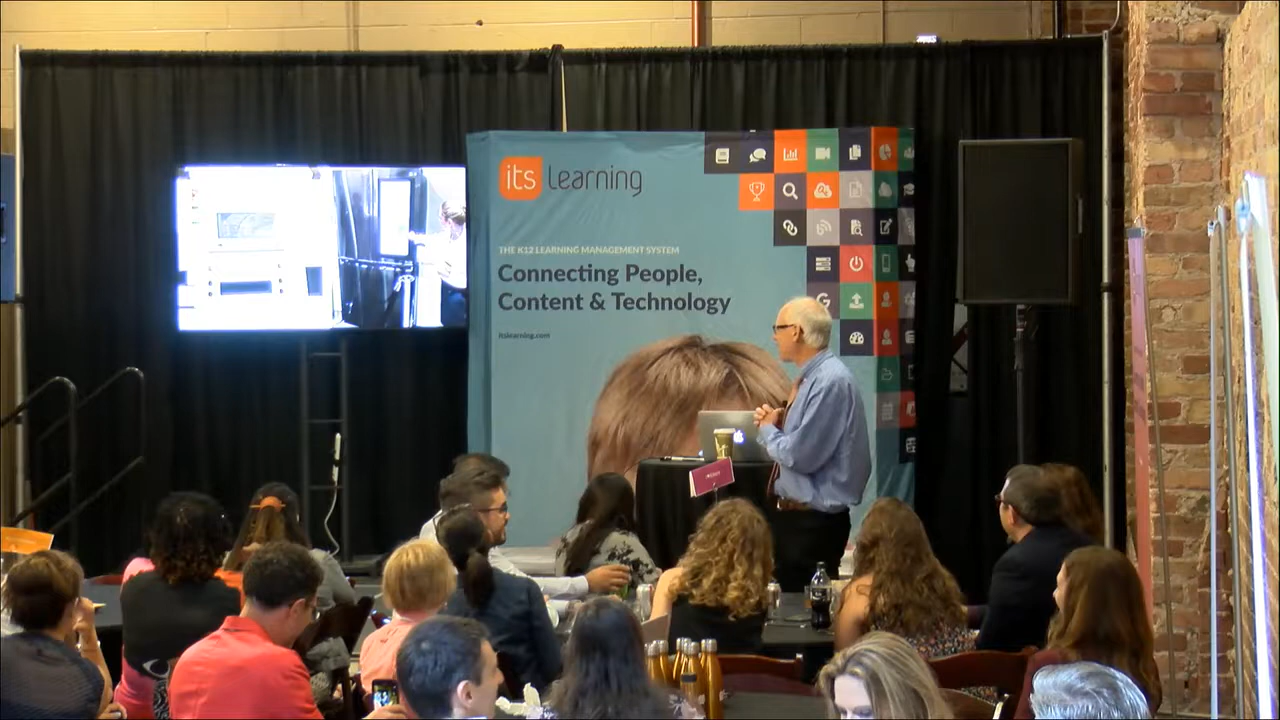 its learning
THE K12 LEARNING MANAGEMENT SYSTEM
Connecting People,
Content & Technology
itslearning.com